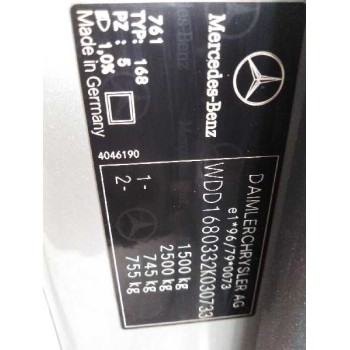 Mercedes-Benz
761
TYP: 168
PZ: 5
1,0%
Made in Germany
4046190
DAIMLERCHRYSLER AG
e1*96/79*0073
WDD1680332K030733
1500 kg
2500 kg
1- 745 kg
2- 755 kg